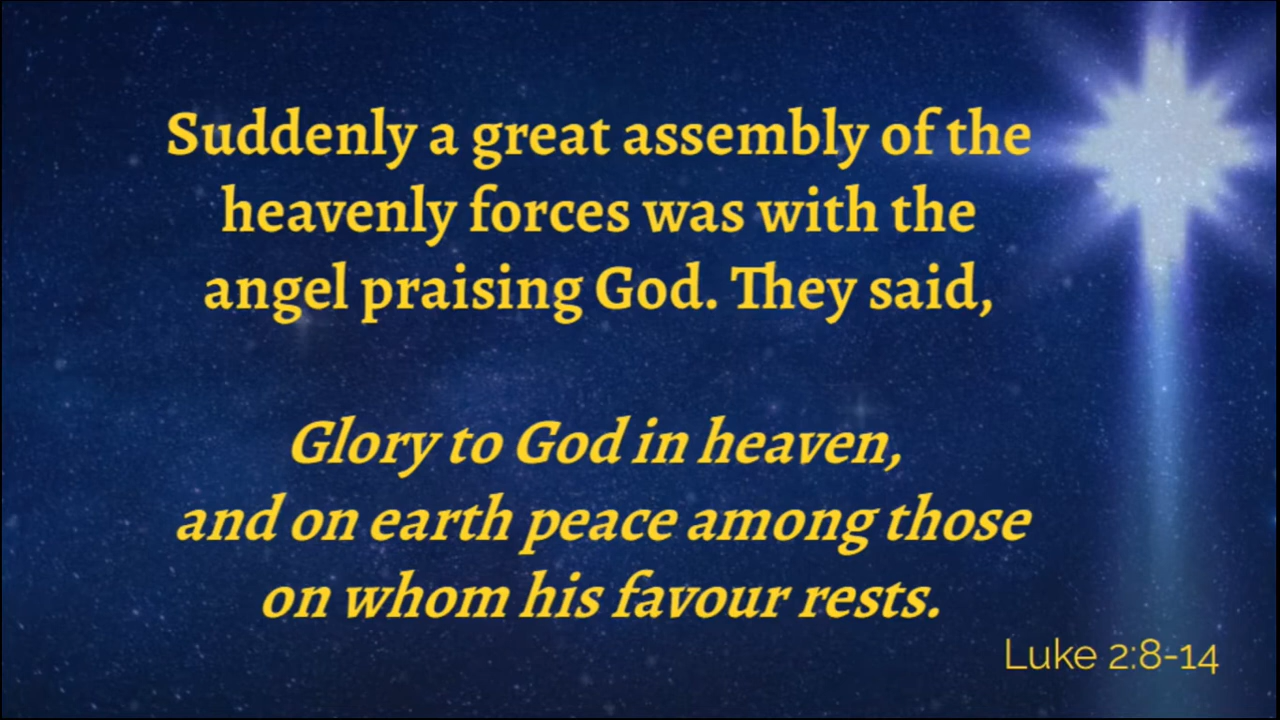 Suddenly a great assembly of the
heavenly forces was with the
angel praising God. They said,
Glory to God in heaven,
and on earth peace among those
on whom his favour rests.
Luke 2:8-14